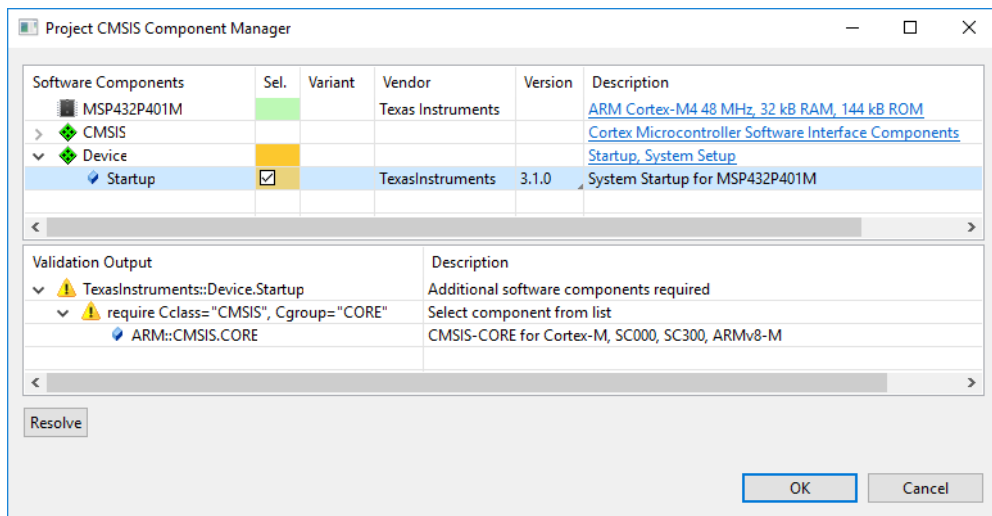 Project CMSIS Component Manager
Software Components Sel. Variant Vendor Version Description
MSP432P401M Texas Instruments ARM Cortex-M4 48 MHz, 32 kB RAM, 144 kB ROM
CMSIS Cortex Microcontroller Software Interface Components
Device Startup, System Setup
Startup TexasInstruments 3.1.0 System Startup for MSP432P401M
Validation Output Description
TexasInstruments::Device.Startup Additional software components required
require Cclass="CMSIS", Cgroup="CORE" Select component from list
ARM::CMSIS.CORE CMSIS-CORE for Cortex-M, SC000, SC300, ARMv8-M
Resolve
OK Cancel